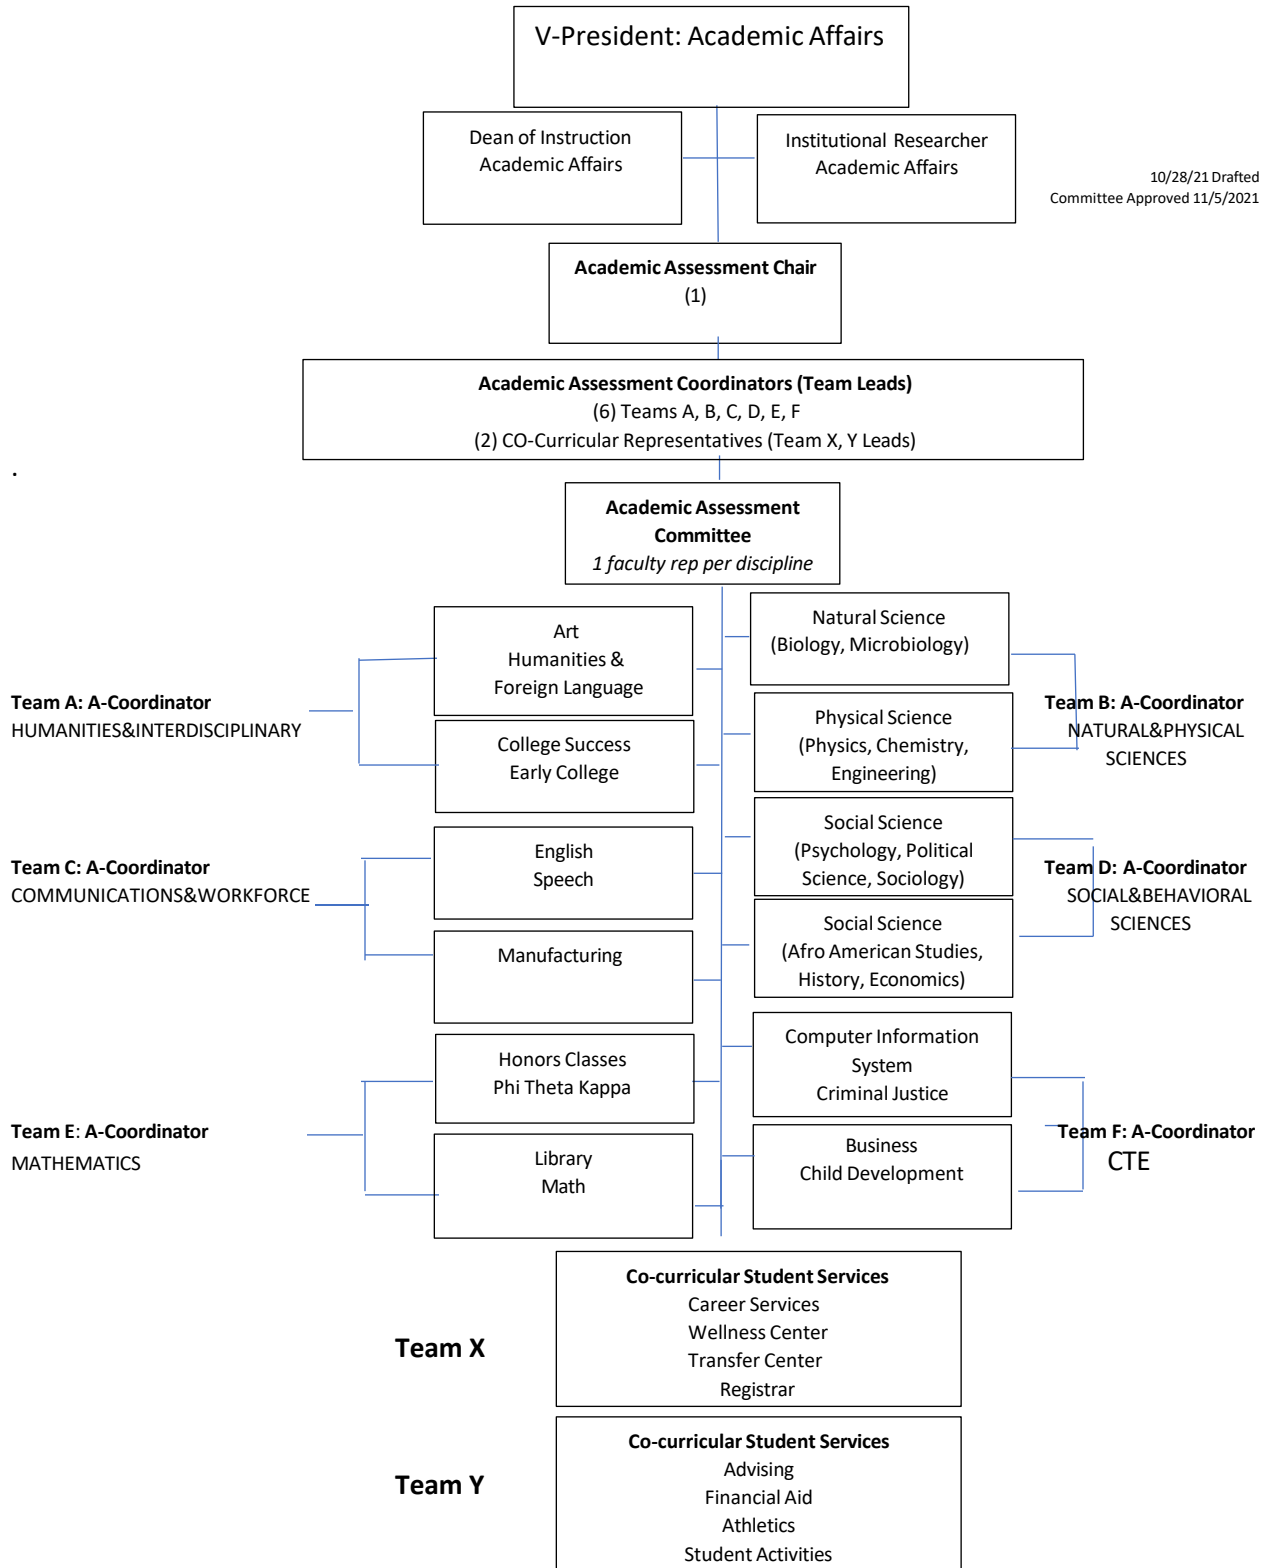 V-President: Academic Affairs
Dean of Instruction
Academic Affairs
Institutional Researcher
Academic Affairs
10/28/21 Drafted
Committee Approved 11/5/2021
Academic Assessment Chair
(1)
Academic Assessment Coordinators (Team Leads)
(6) Teams A, B, C, D, E, F
(2) CO-Curricular Representatives (Team X, Y Leads)
.
Academic Assessment
Committee
1 faculty rep per discipline
Team A: A-Coordinator
HUMANITIES&INTERDISCIPLINARY
Art
Humanities &
Foreign Language
College Success
Early College
Natural Science
(Biology, Microbiology)
Physical Science
(Physics, Chemistry,
Engineering)
Team B: A-Coordinator
NATURAL&PHYSICAL
SCIENCES
Team C: A-Coordinator
COMMUNICATIONS&WORKFORCE
English
Speech
Manufacturing
Social Science
(Psychology, Political
Science, Sociology)
Social Science
(Afro American Studies,
History, Economics)
Team D: A-Coordinator
SOCIAL&BEHAVIORAL
SCIENCES
Team E: A-Coordinator
MATHEMATICS
Honors Classes
Phi Theta Kappa
Library
Math
Computer Information
System
Criminal Justice
Business
Child Development
Team F: A-Coordinator
CTE
Team X
Co-curricular Student Services
Career Services
Wellness Center
Transfer Center
Registrar
Team Y
Co-curricular Student Services
Advising
Financial Aid
Athletics
Student Activities